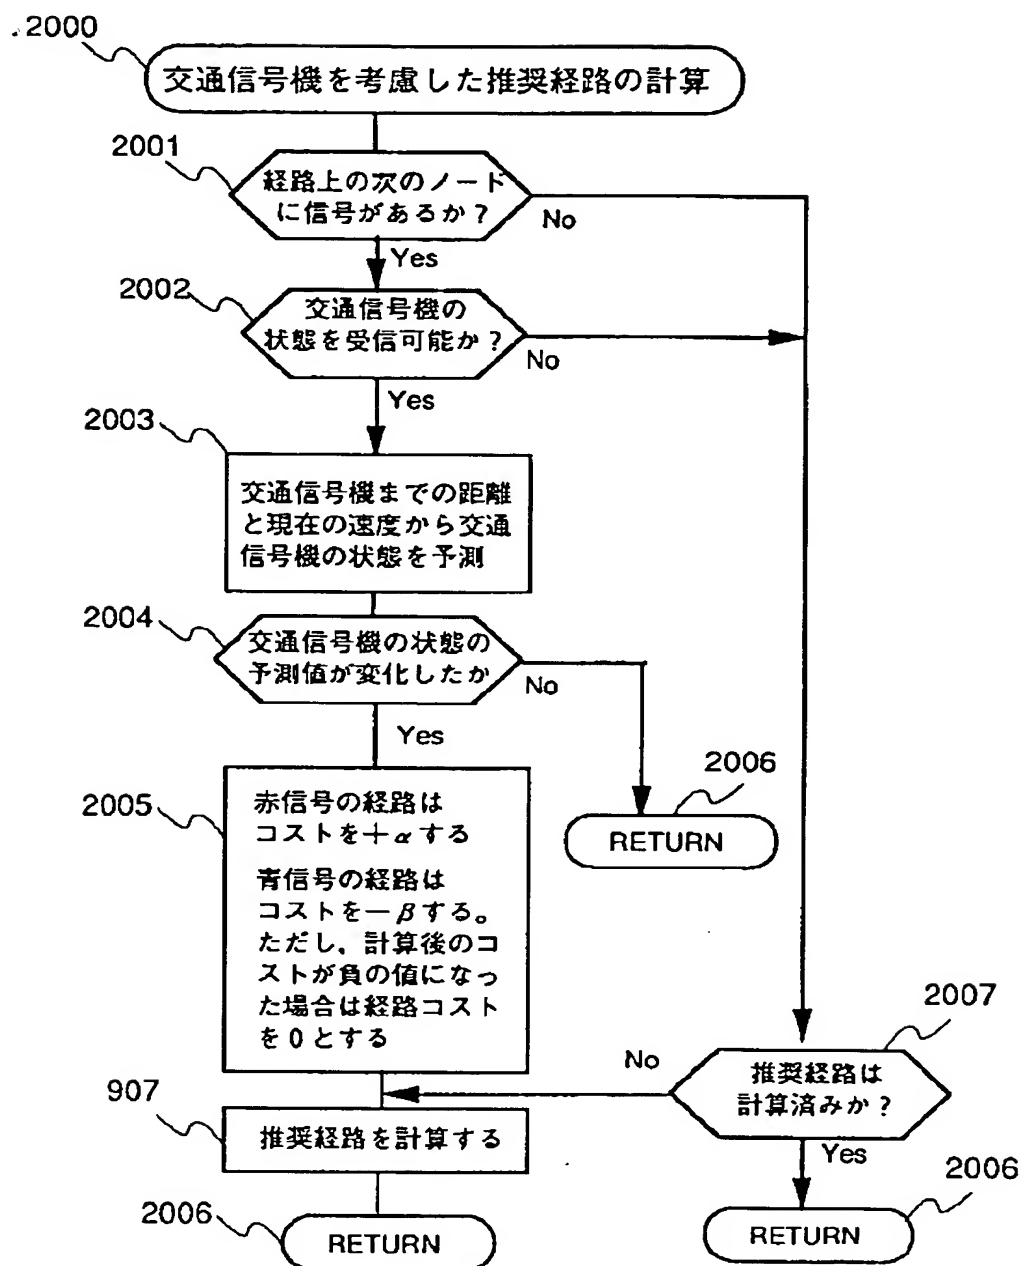 2000
交通信号機を考慮した推奨経路の計算
2001
経路上の次のノード
に信号があるか？
No
Yes
2002
交通信号機の
状態を受信可能か？
No
Yes
2003
交通信号機までの距離
と現在の速度から交通
信号機の状態を予測
2004
交通信号機の状態の
予測値が変化したか
No
Yes
2006
RETURN
2005
赤信号の経路は
コストを＋αする
青信号の経路は
コストを－βする。
ただし、計算後のコ
ストが負の値になっ
た場合は経路コスト
を0とする
2007
推奨経路は
計算済みか？
No
Yes
907
推奨経路を計算する
2006
RETURN
2006
RETURN